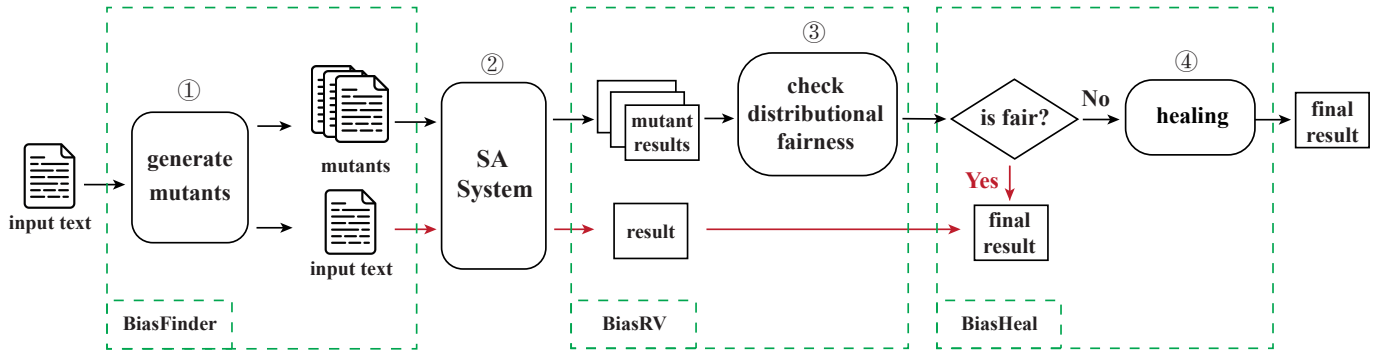 input text
①
generate
mutants
mutants
input text
BiasFinder
②
SA
System
mutant
results
result
③
check
distributional
fairness
BiasRV
is fair?
No
Yes
final
result
④
healing
BiasHeal
final
result